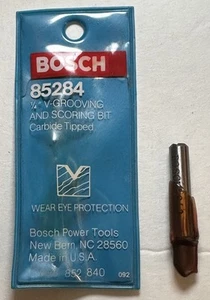 BOSCH
85284
¼" V-GROOVING
AND SCORING BIT
Carbide Tipped
WEAR EYE PROTECTION
Bosch Power Tools
New Bern, NC 28560
Made in U.S.A.
852 840
092